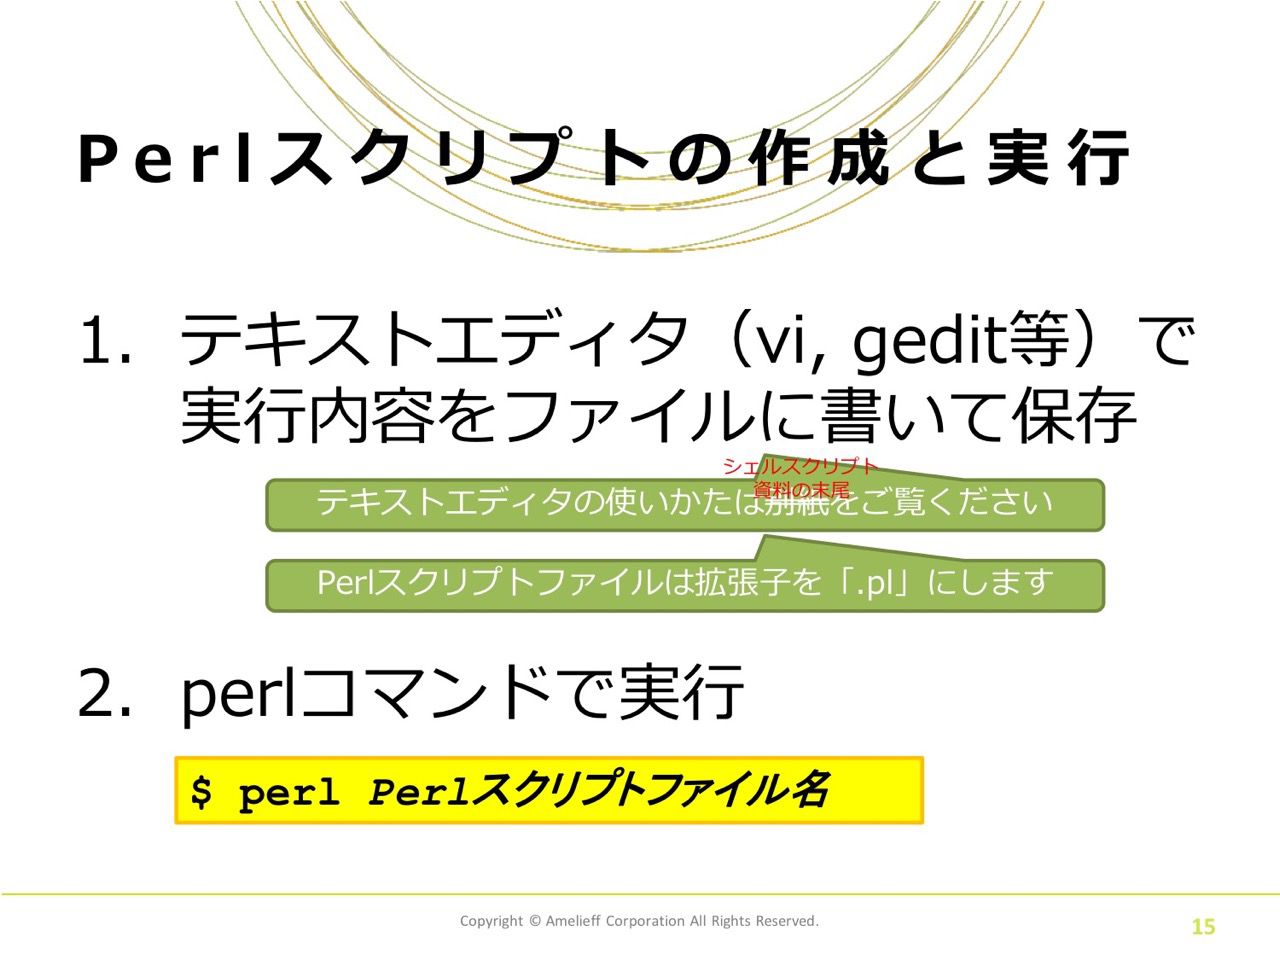 Perlスクリプトの作成と実行
1. テキストエディタ（vi, gedit等）で
実行内容をファイルに書いて保存
シェルスクリプト
資料の末尾
テキストエディタの使いかたは別紙をご覧ください
Perlスクリプトファイルは拡張子を「.pl」にします
2. perlコマンドで実行
$ perl Perlスクリプトファイル名
Copyright © Amelieff Corporation All Rights Reserved.
15